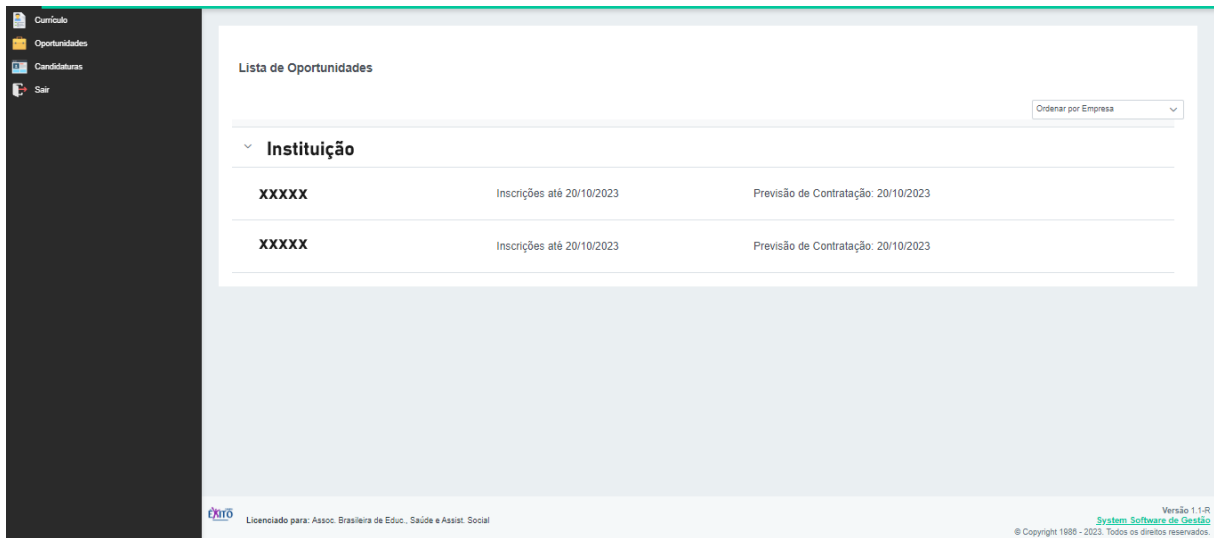 Currículo
Oportunidades
Candidaturas
Sair
Lista de Oportunidades
Ordenar por Empresa
Instituição
XXXXX Inscrições até 20/10/2023 Previsão de Contratação: 20/10/2023
XXXXX Inscrições até 20/10/2023 Previsão de Contratação: 20/10/2023
ÊXITO Licenciado para: Assoc. Brasileira de Educ., Saúde e Assist. Social
Versão 1.1-R
System Software de Gestão
© Copyright 1986 - 2023. Todos os direitos reservados.